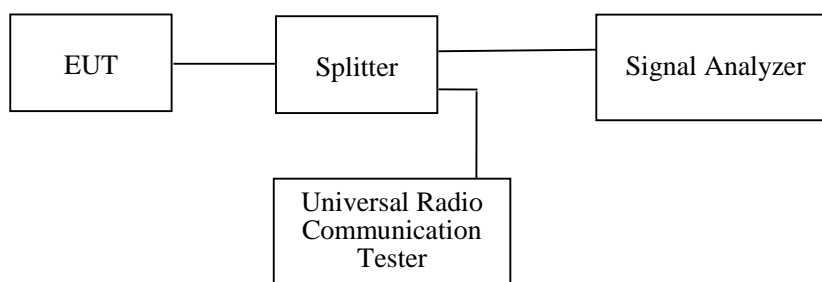 EUT
Splitter
Signal Analyzer
Universal Radio
Communication
Tester